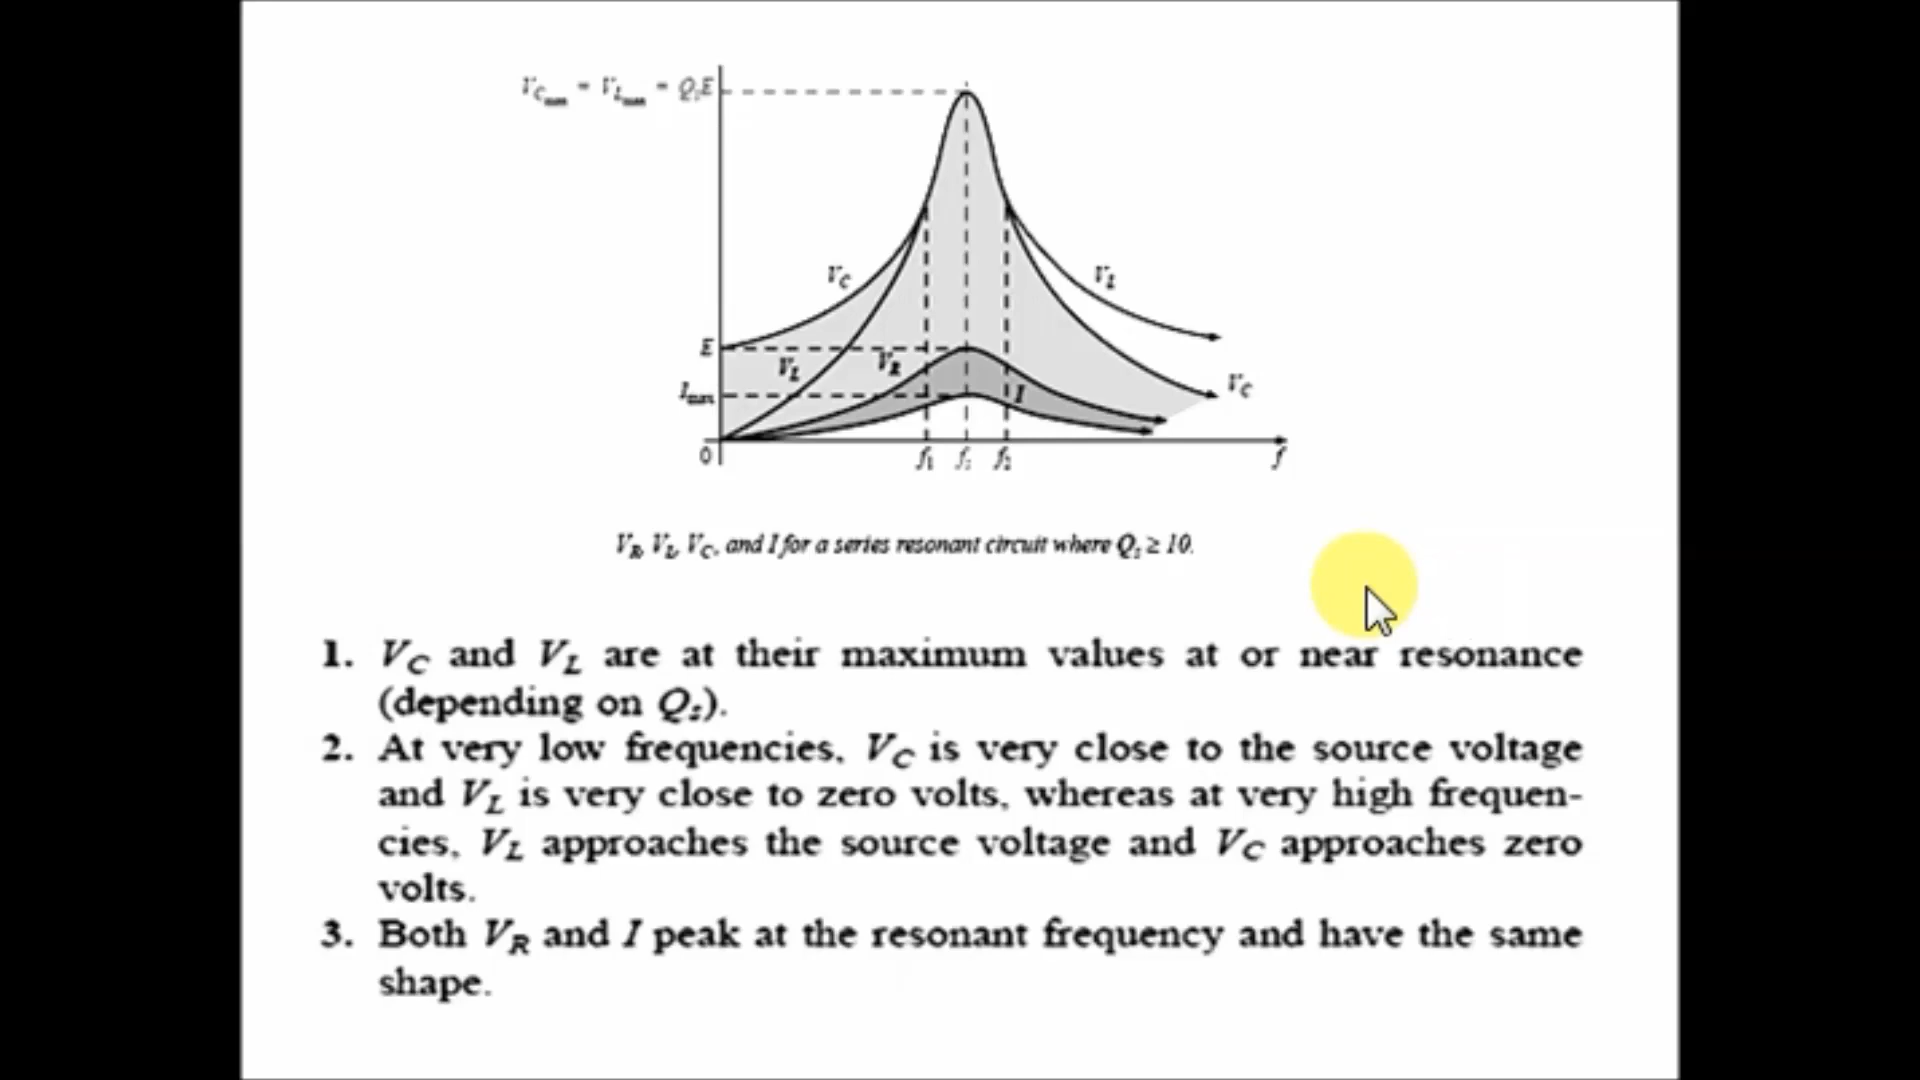 V_Cmax = V_Lmax = Q_sE
V_C
V_L
E
V_L
V_R
I_max
I
V_C
0
f_1
f_s
f_2
f
V_R, V_L, V_C, and I for a series resonant circuit where Q_s ≥ 10.
1. V_C and V_L are at their maximum values at or near resonance
(depending on Q_s).
2. At very low frequencies, V_C is very close to the source voltage
and V_L is very close to zero volts, whereas at very high frequen-
cies, V_L approaches the source voltage and V_C approaches zero
volts.
3. Both V_R and I peak at the resonant frequency and have the same
shape.